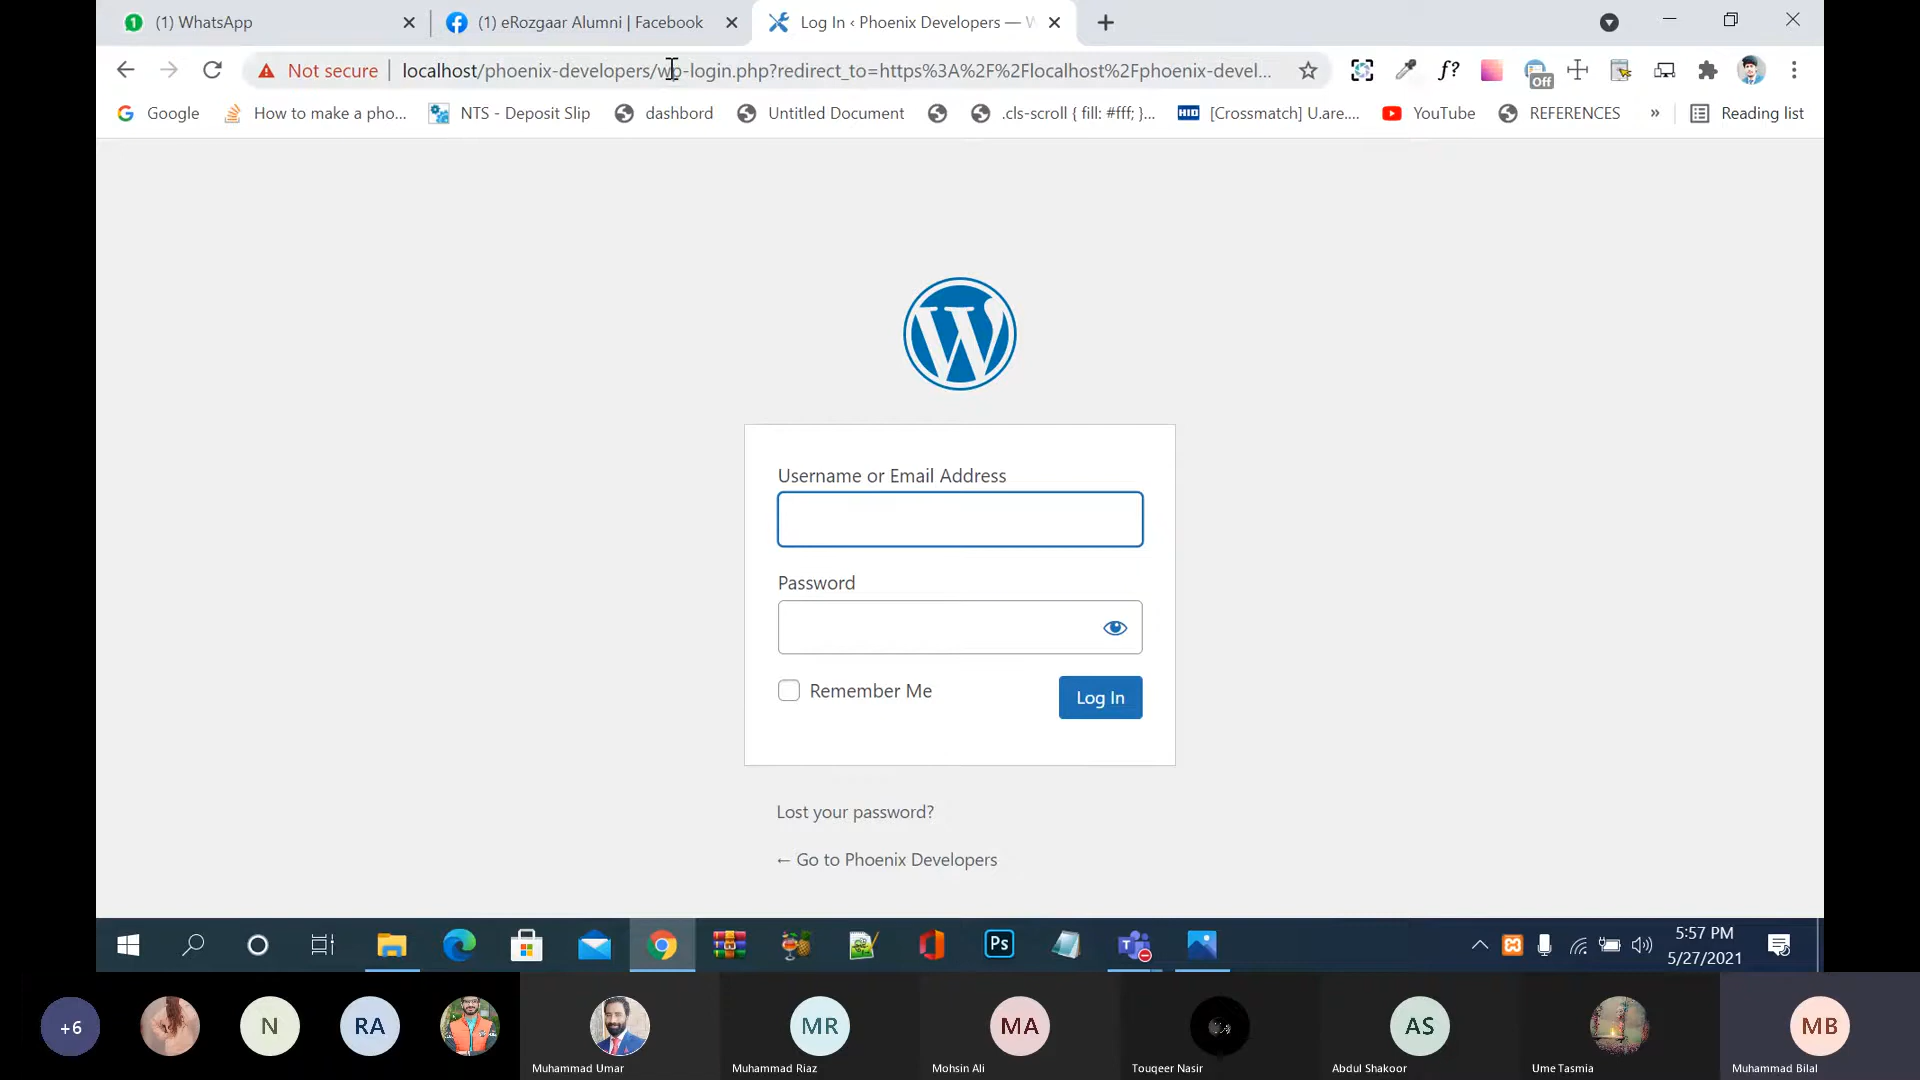 (1) WhatsApp
(1) eRozgaar Alumni | Facebook
Log In ‹ Phoenix Developers — W
Not secure
localhost/phoenix-developers/wp-login.php?redirect_to=https%3A%2F%2Flocalhost%2Fphoenix-devel...
f?
Off
Google
How to make a pho...
NTS - Deposit Slip
dashbord
Untitled Document
.cls-scroll { fill: #fff; }...
HID
[Crossmatch] U.are....
YouTube
REFERENCES
»
Reading list
Username or Email Address
Password
Remember Me
Log In
Lost your password?
← Go to Phoenix Developers
Ps
5:57 PM
5/27/2021
+6
N
RA
MR
MA
AS
MB
Muhammad Umar
Muhammad Riaz
Mohsin Ali
Touqeer Nasir
Abdul Shakoor
Ume Tasmia
Muhammad Bilal